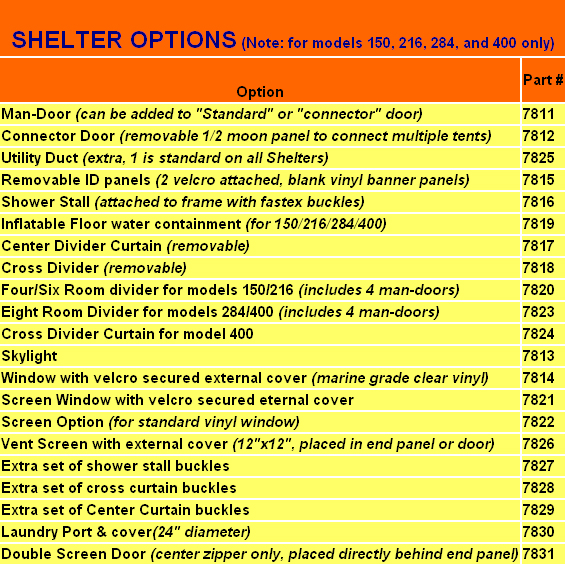 SHELTER OPTIONS (Note: for models 150, 216, 284, and 400 only)
Option Part #
Man-Door (can be added to "Standard" or "connector" door) 7811
Connector Door (removable 1/2 moon panel to connect multiple tents) 7812
Utility Duct (extra, 1 is standard on all Shelters) 7825
Removable ID panels (2 velcro attached, blank vinyl banner panels) 7815
Shower Stall (attached to frame with fastex buckles) 7816
Inflatable Floor water containment (for 150/216/284/400) 7819
Center Divider Curtain (removable) 7817
Cross Divider (removable) 7818
Four/Six Room divider for models 150/216 (includes 4 man-doors) 7820
Eight Room Divider for models 284/400 (includes 4 man-doors) 7823
Cross Divider Curtain for model 400 7824
Skylight 7813
Window with velcro secured external cover (marine grade clear vinyl) 7814
Screen Window with velcro secured eternal cover 7821
Screen Option (for standard vinyl window) 7822
Vent Screen with external cover (12"x12", placed in end panel or door) 7826
Extra set of shower stall buckles 7827
Extra set of cross curtain buckles 7828
Extra set of Center Curtain buckles 7829
Laundry Port & cover(24" diameter) 7830
Double Screen Door (center zipper only, placed directly behind end panel) 7831